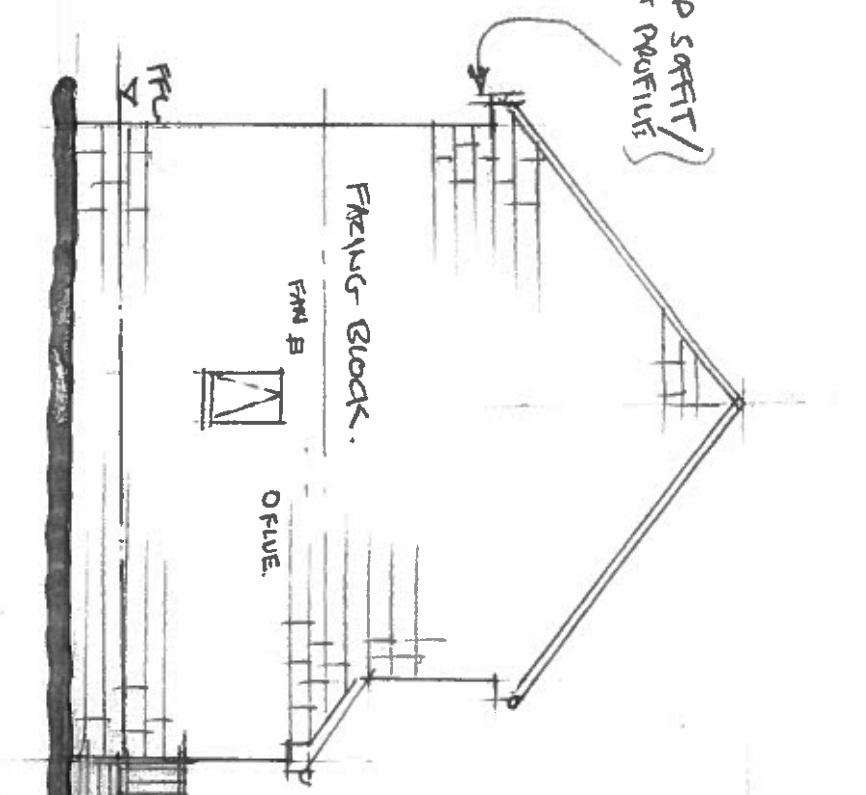 P SOFFIT/
PROFILE
FFL
FACING BLOCK.
FAN
O FLUE.